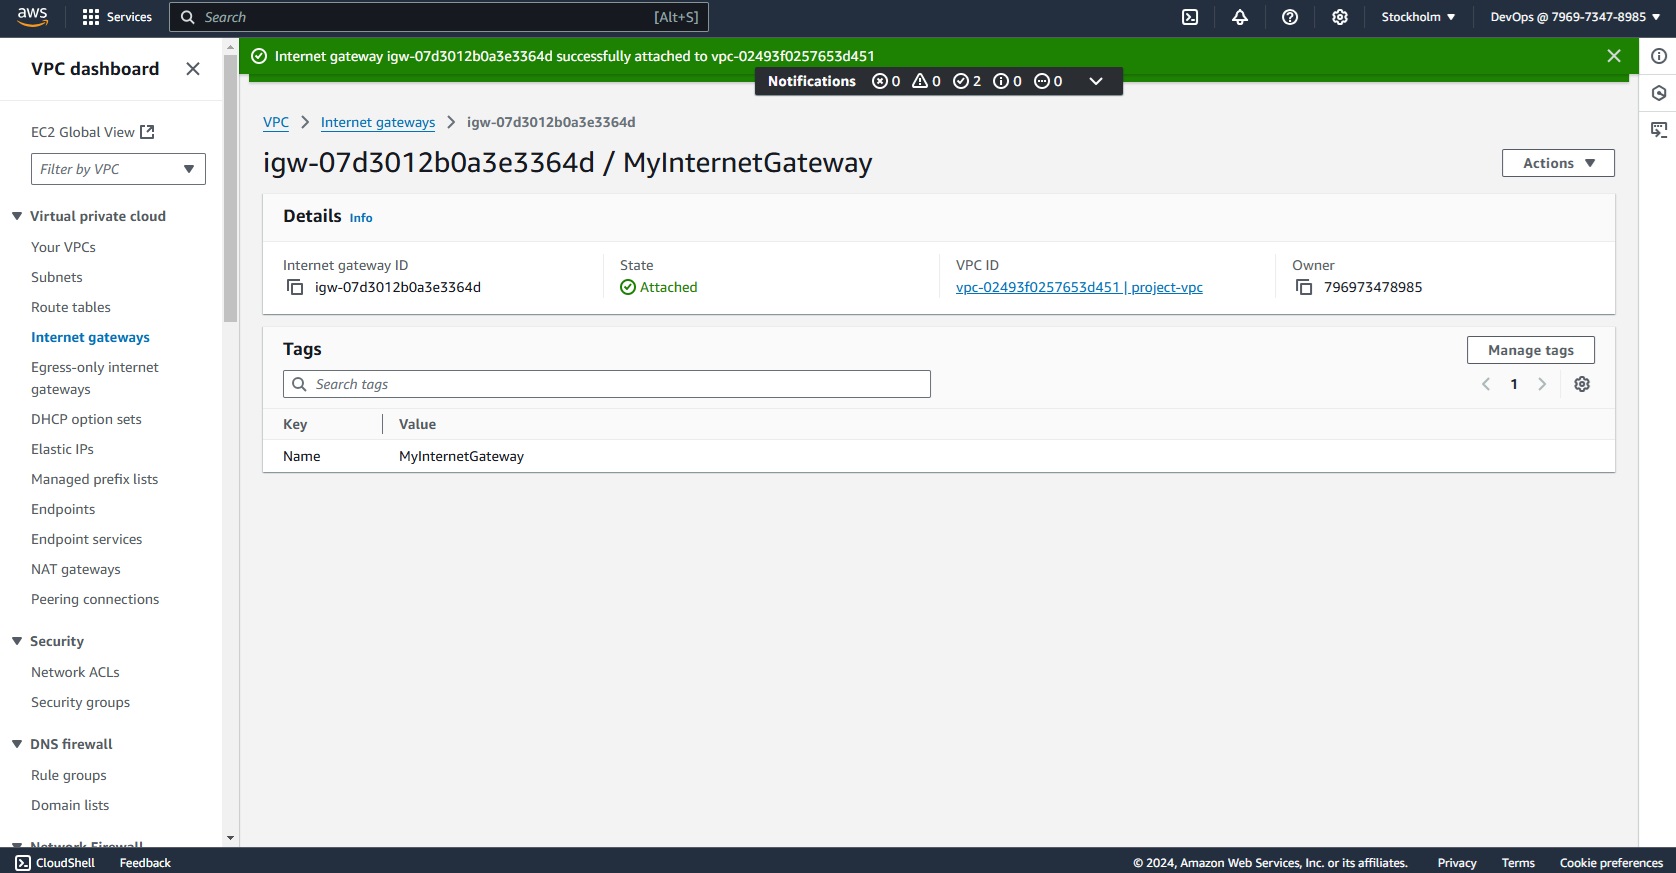 aws
Services
Search
[Alt+S]
Stockholm
DevOps @ 7969-7347-8985
VPC dashboard
EC2 Global View
Filter by VPC
Virtual private cloud
Your VPCs
Subnets
Route tables
Internet gateways
Egress-only internet
gateways
DHCP option sets
Elastic IPs
Managed prefix lists
Endpoints
Endpoint services
NAT gateways
Peering connections
Security
Network ACLs
Security groups
DNS firewall
Rule groups
Domain lists
Network Firewall
Internet gateway igw-07d3012b0a3e3364d successfully attached to vpc-02493f0257653d451
Notifications 0 0 2 0 0
VPC > Internet gateways > igw-07d3012b0a3e3364d
igw-07d3012b0a3e3364d / MyInternetGateway
Actions
Details Info
Internet gateway ID
igw-07d3012b0a3e3364d
State
Attached
VPC ID
vpc-02493f0257653d451 | project-vpc
Owner
796973478985
Tags
Manage tags
Search tags
1
Key Value
Name MyInternetGateway
CloudShell
Feedback
© 2024, Amazon Web Services, Inc. or its affiliates.
Privacy
Terms
Cookie preferences